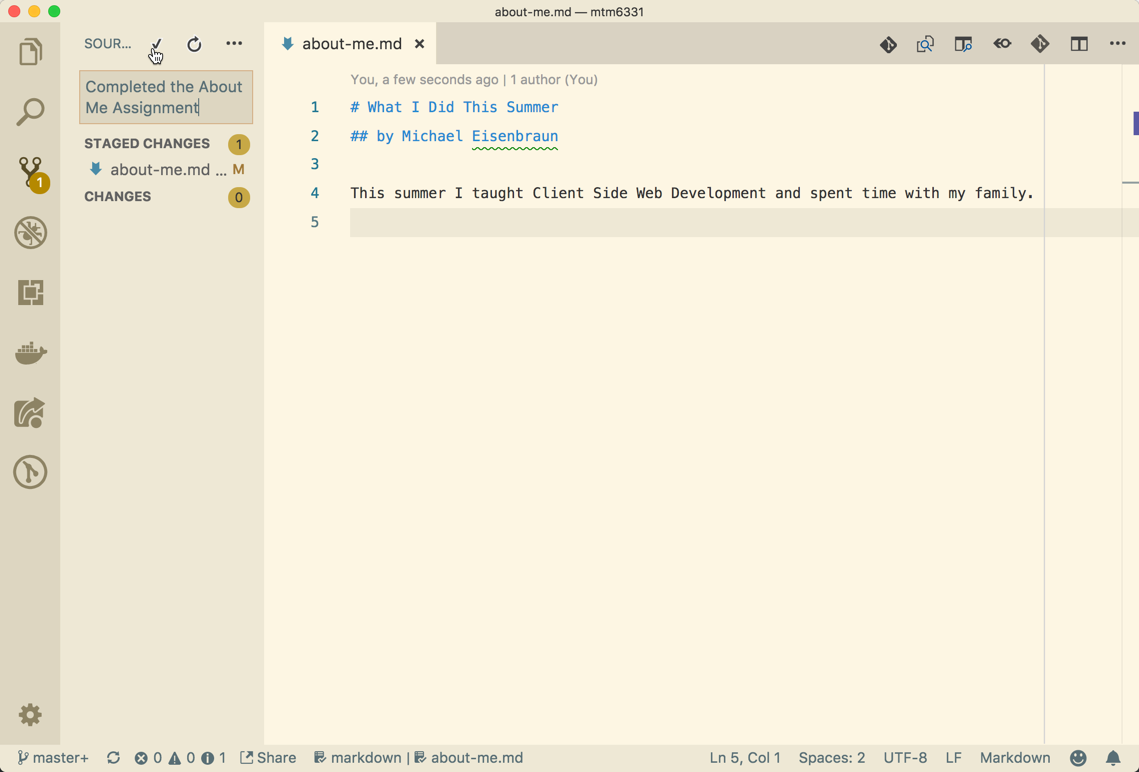 about-me.md — mtm6331
SOUR...
about-me.md
Completed the About
Me Assignment
STAGED CHANGES 1
about-me.md ... M
CHANGES 0
1
You, a few seconds ago | 1 author (You)
1 # What I Did This Summer
2 ## by Michael Eisenbraun
3
4 This summer I taught Client Side Web Development and spent time with my family.
5
master+ 0 0 1 Share markdown | about-me.md Ln 5, Col 1 Spaces: 2 UTF-8 LF Markdown